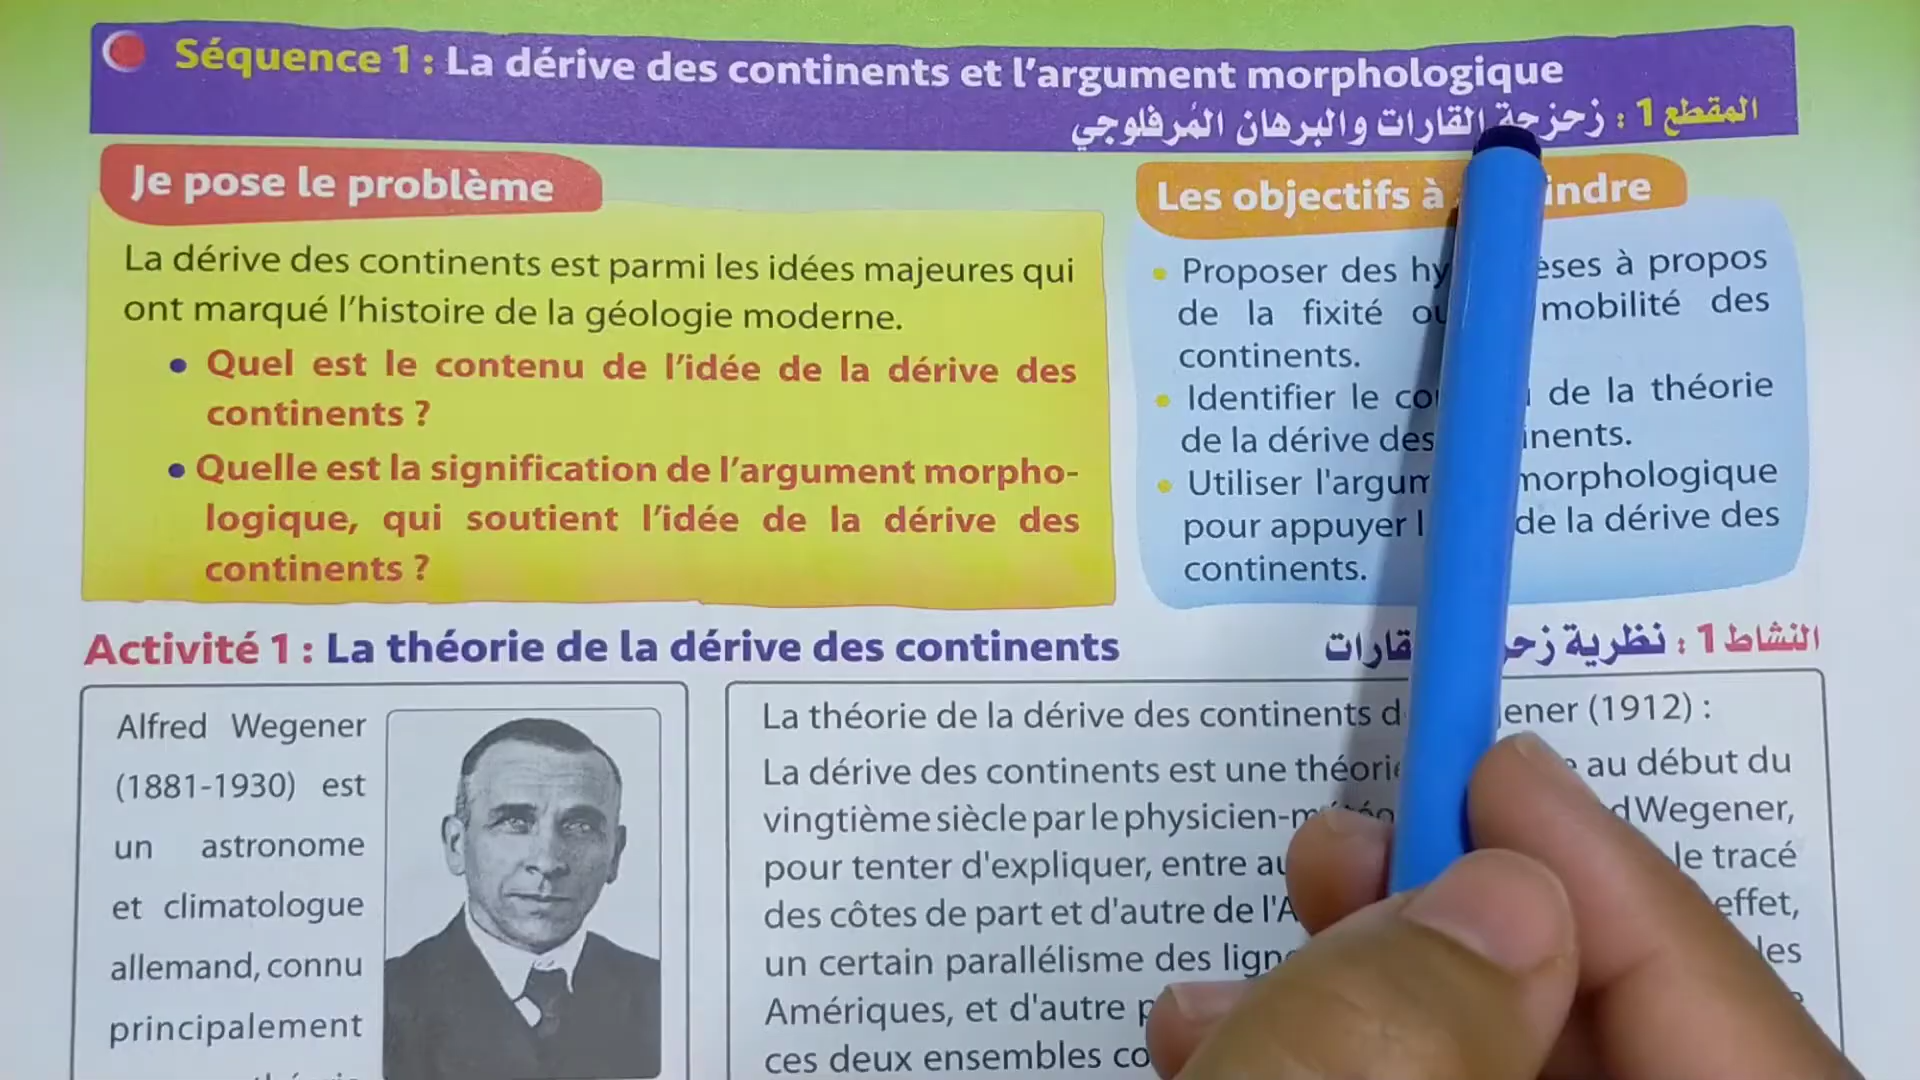 Séquence 1 : La dérive des continents et l'argument morphologique
المقطع 1 : زحزحة القارات والبرهان المُرفلوجي
Je pose le problème
La dérive des continents est parmi les idées majeures qui
ont marqué l'histoire de la géologie moderne.
• Quel est le contenu de l'idée de la dérive des
continents ?
• Quelle est la signification de l'argument morpho-
logique, qui soutient l'idée de la dérive des
continents ?
Les objectifs à indre
• Proposer des hy èses à propos
de la fixité ou mobilité des
continents.
• Identifier le de la théorie
de la dérive des inents.
• Utiliser l'argum morphologique
pour appuyer de la dérive des
continents.
Activité 1 : La théorie de la dérive des continents
النشاط 1 : نظرية زحز قارات
Alfred Wegener
(1881-1930) est
un astronome
et climatologue
allemand, connu
principalement
La théorie de la dérive des continents d ener (1912) :
La dérive des continents est une théorie au début du
vingtième siècle par le physicien-météo d Wegener,
pour tenter d'expliquer, entre au le tracé
des côtes de part et d'autre de l'A effet,
un certain parallélisme des lign les
Amériques, et d'autre p
ces deux ensembles co